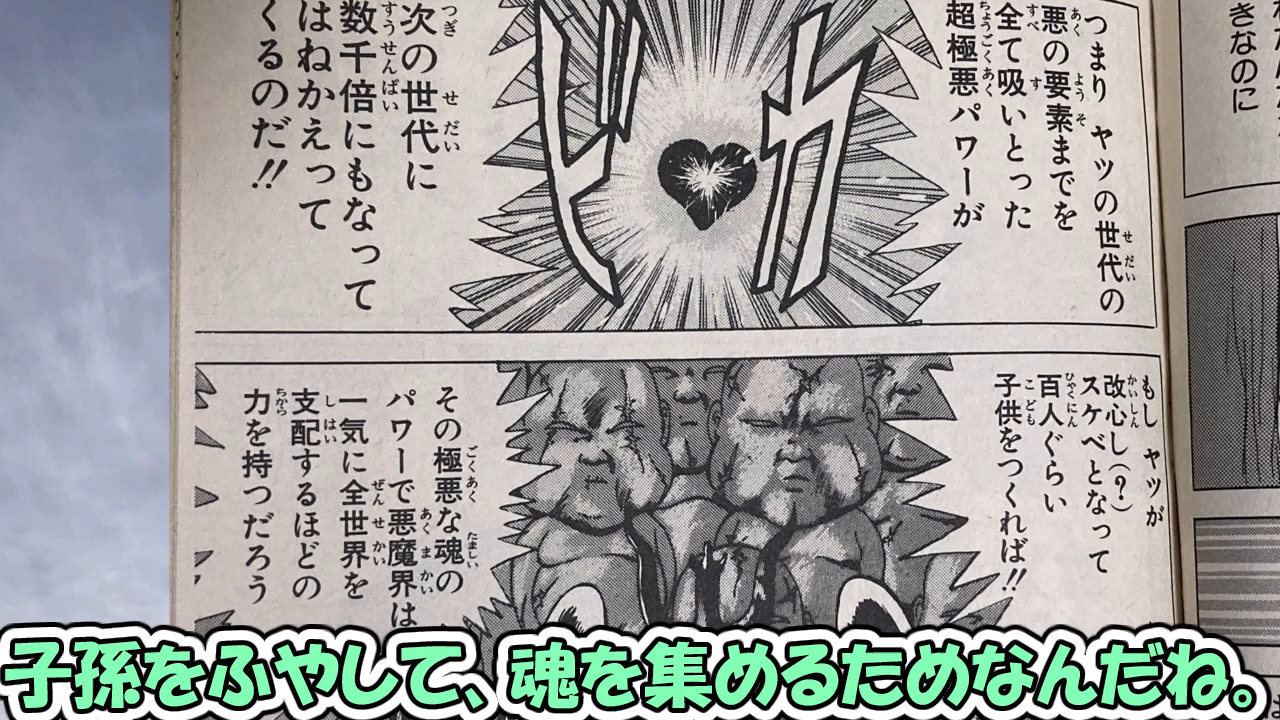 つまり ヤツの世代の
悪の要素までを
全て吸いとった
超極悪パワーが
ドカ
次の世代に
数千倍にもなって
はねかえって
くるのだ!!
もし ヤツが
改心し(?)
スケベとなって
百人ぐらい
子供をつくれば!!
その極悪な魂の
パワーで悪魔界は
一気に全世界を
支配するほどの
力を持つだろう
きなのに
子孫をふやして、魂を集めるためなんだね。